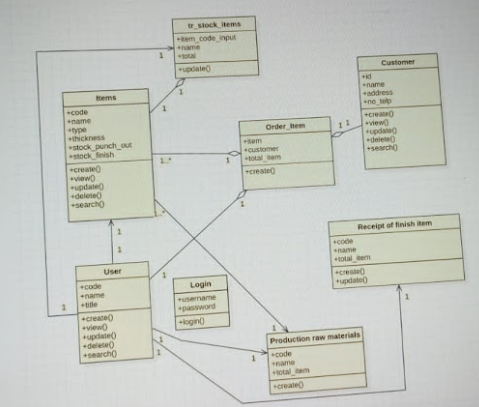 tr_stock_items
+item_code_input
+name
+total
+update()
Customer
+id
+name
+address
+no_telp
+create()
+view()
+update()
+delete()
+search()
Items
+code
+name
+type
+thickness
+stock_punch_out
+stock_finish
+create()
+view()
+update()
+delete()
+search()
Order_Item
+item
+customer
+total_item
+create()
Receipt of finish item
+code
+name
+total_item
+create()
+update()
User
+code
+name
+title
+create()
+view()
+update()
+delete()
+search()
Login
+username
+password
+login()
Production raw materials
+code
+name
+total_item
+create()
1
1
1
1
1
1..*
1
1..*
1
1
1
1
1
1
1
1
1
1
1